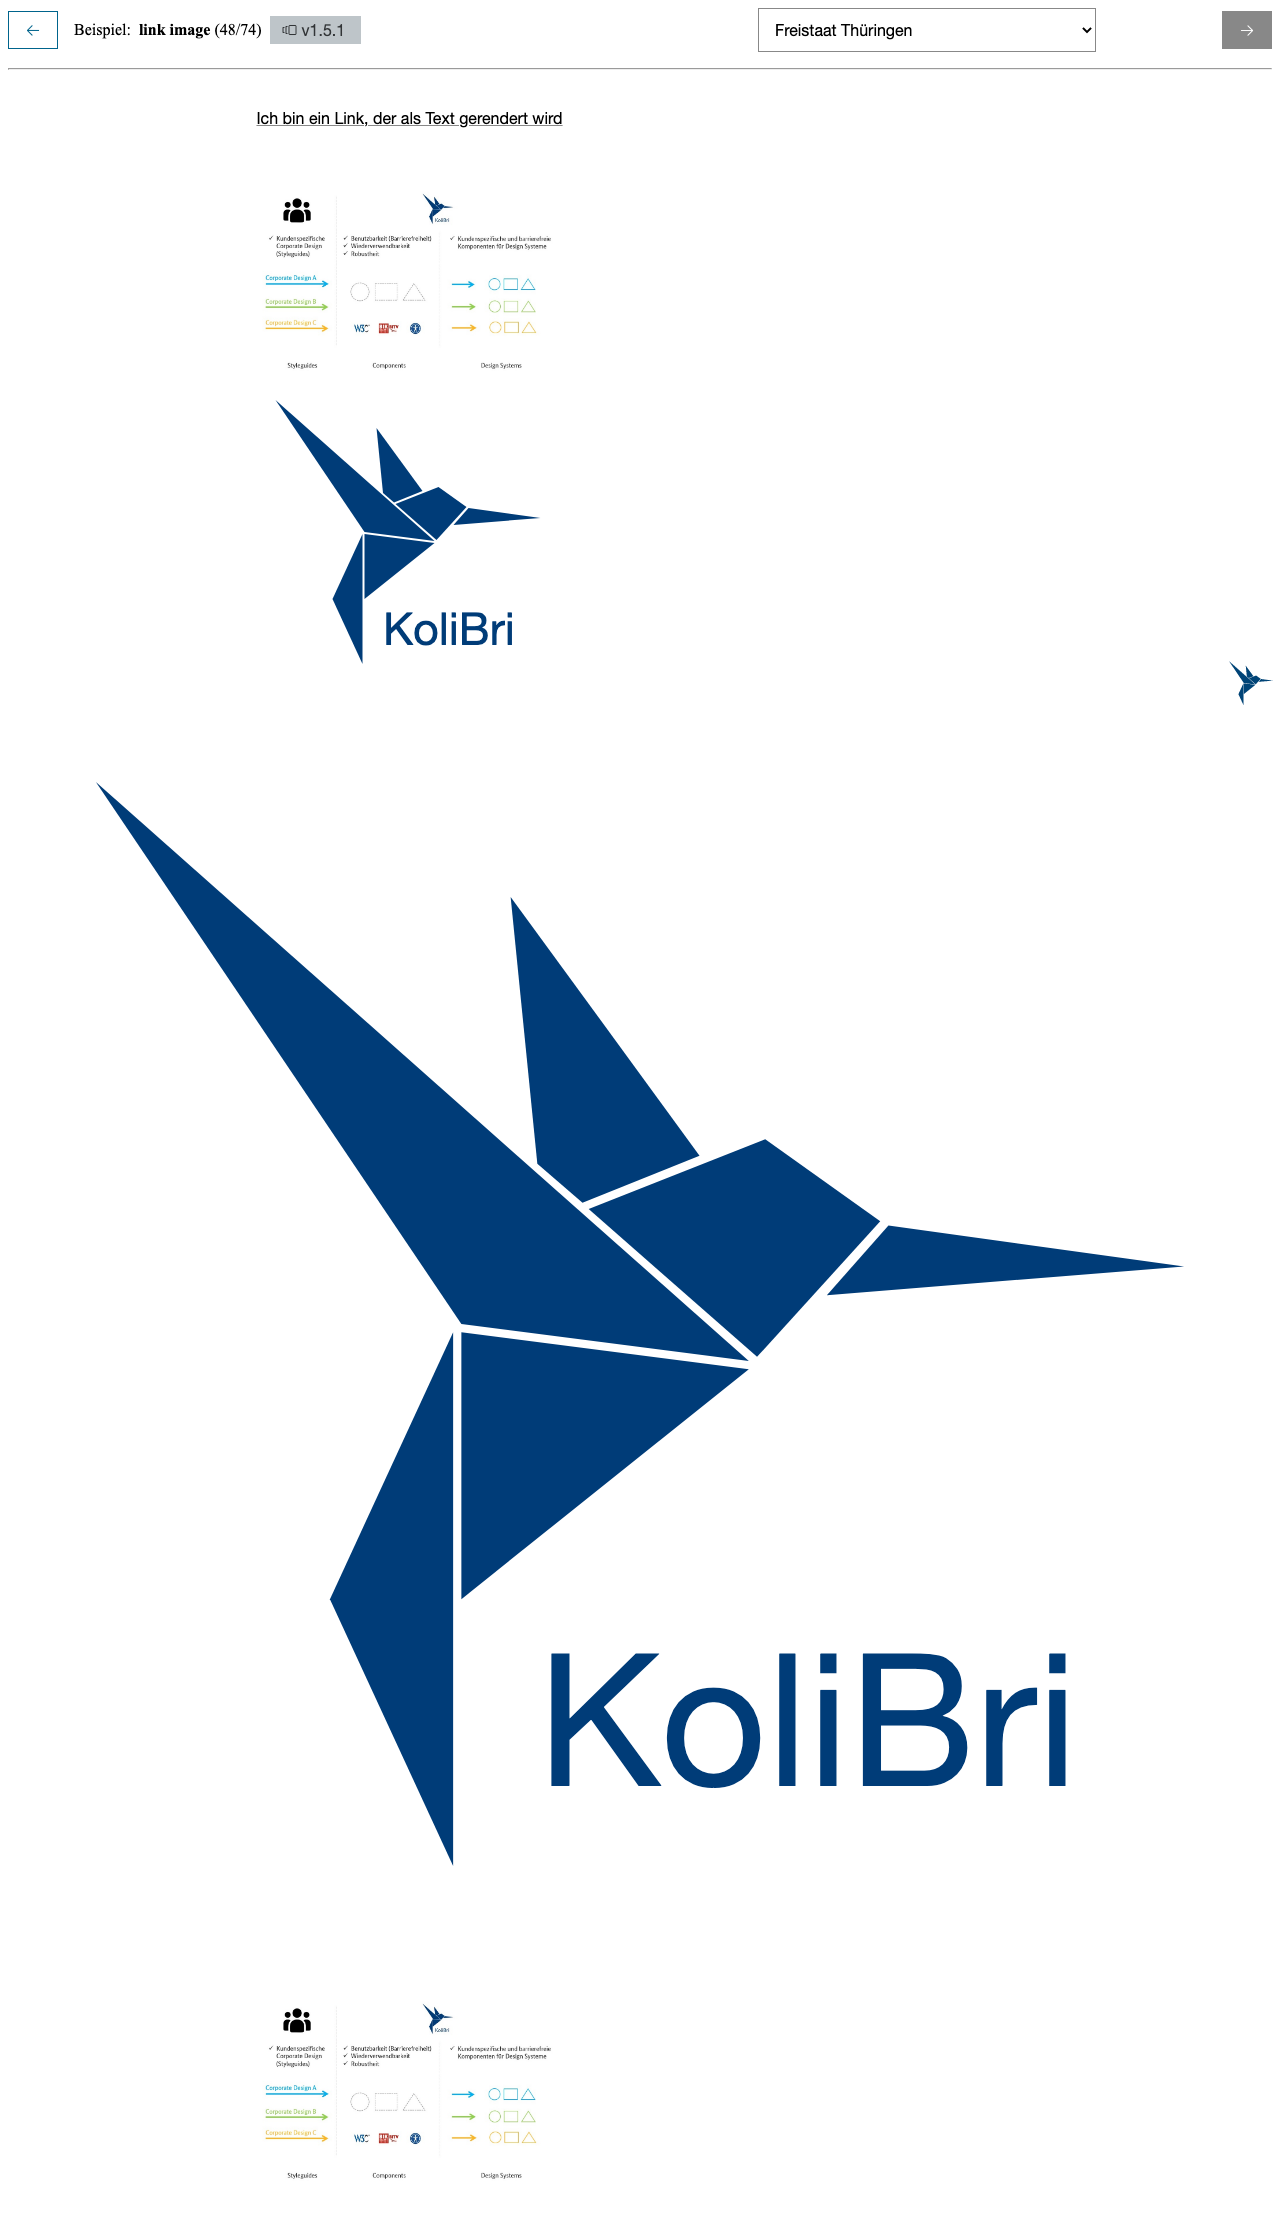 Beispiel: link image (48/74) v1.5.1 Freistaat Thüringen
Ich bin ein Link, der als Text gerendert wird
KoliBri
✓ Kundenspezifische Corporate Design (Styleguides)
✓ Benutzbarkeit (Barrierefreiheit)
✓ Wiederverwendbarkeit
✓ Robustheit
✓ Kundenspezifische und barrierefreie Komponenten für Design Systeme
Corporate Design A
Corporate Design B
Corporate Design C
W3C BITV
Styleguides Components Design Systems
KoliBri
KoliBri
KoliBri
✓ Kundenspezifische Corporate Design (Styleguides)
✓ Benutzbarkeit (Barrierefreiheit)
✓ Wiederverwendbarkeit
✓ Robustheit
✓ Kundenspezifische und barrierefreie Komponenten für Design Systeme
Corporate Design A
Corporate Design B
Corporate Design C
W3C BITV
Styleguides Components Design Systems